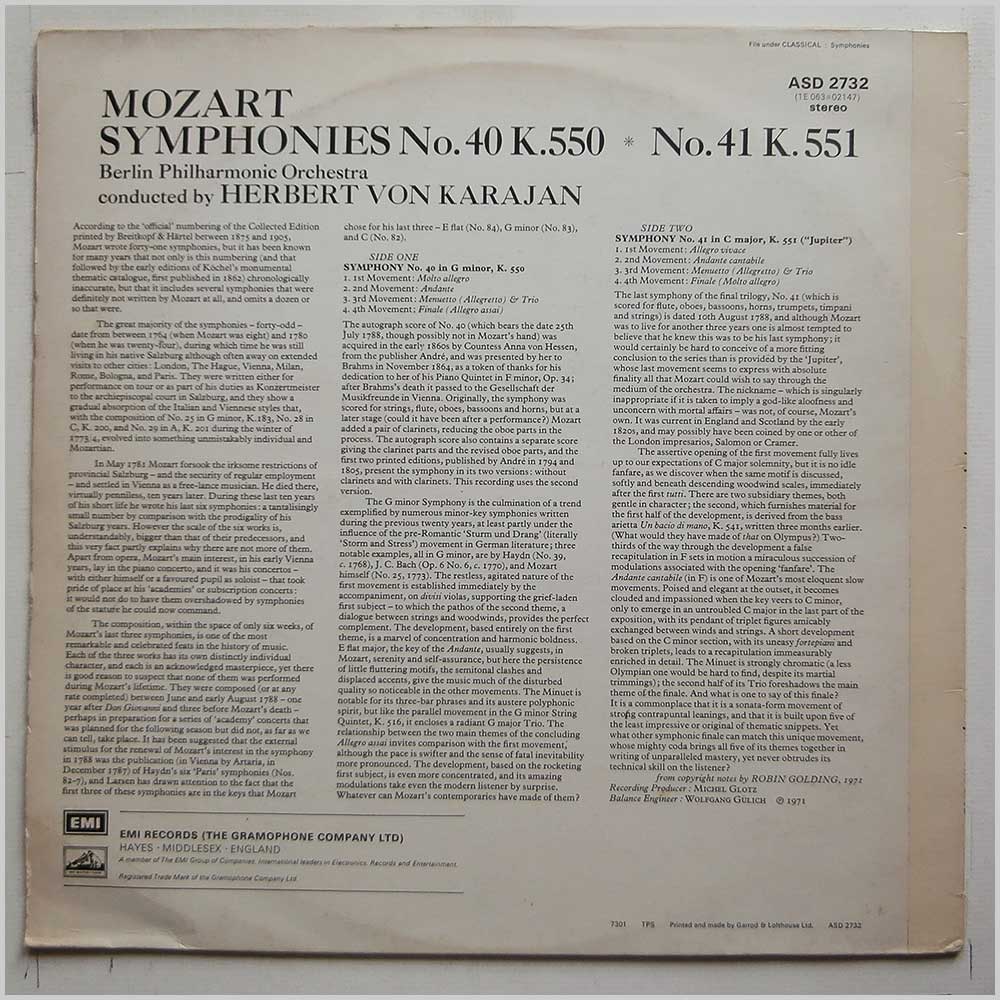 File under CLASSICAL : Symphonies
ASD 2732
(1E 063=02147)
stereo
MOZART
SYMPHONIES No. 40 K.550 * No. 41 K. 551
Berlin Philharmonic Orchestra
conducted by HERBERT VON KARAJAN
According to the 'official' numbering of the Collected Edition
printed by Breitkopf & Härtel between 1875 and 1905,
Mozart wrote forty-one symphonies, but it has been known
for many years that not only is this numbering (and that
followed by the early editions of Köchel's monumental
thematic catalogue, first published in 1862) chronologically
inaccurate, but that it includes several symphonies that were
definitely not written by Mozart at all, and omits a dozen or
so that were.
The great majority of the symphonies – forty-odd –
date from between 1764 (when Mozart was eight) and 1780
(when he was twenty-four), during which time he was still
living in his native Salzburg although often away on extended
visits to other cities: London, The Hague, Vienna, Milan,
Rome, Bologna, and Paris. They were written either for
performance on tour or as part of his duties as Konzertmeister
to the archiepiscopal court in Salzburg, and they show a
gradual absorption of the Italian and Viennese styles that,
with the composition of No. 25 in G minor, K.183, No. 28 in
C, K. 200, and No. 29 in A, K. 201 during the winter of
1773/4, evolved into something unmistakably individual and
Mozartian.
In May 1781 Mozart forsook the irksome restrictions of
provincial Salzburg – and the security of regular employment
– and settled in Vienna as a free-lance musician. He died there,
virtually penniless, ten years later. During these last ten years
of his short life he wrote his last six symphonies: a tantalisingly
small number by comparison with the prodigality of his
Salzburg years. However the scale of the six works is,
understandably, bigger than that of their predecessors, and
this very fact partly explains why there are not more of them.
Apart from opera, Mozart's main interest, in his early Vienna
years, lay in the piano concerto, and it was his concertos –
with either himself or a favoured pupil as soloist – that took
pride of place at his 'academies' or subscription concerts:
it would not do to have them overshadowed by symphonies
of the stature he could now command.
The composition, within the space of only six weeks, of
Mozart's last three symphonies, is one of the most
remarkable and celebrated feats in the history of music.
Each of the three works has its own distinctly individual
character, and each is an acknowledged masterpiece, yet there
is good reason to suspect that none of them was performed
during Mozart's lifetime. They were composed (or at any
rate completed) between June and early August 1788 – one
year after Don Giovanni and three before Mozart's death –
perhaps in preparation for a series of 'academy' concerts that
was planned for the following season but did not, as far as we
can tell, take place. It has been suggested that the external
stimulus for the renewal of Mozart's interest in the symphony
in 1788 was the publication (in Vienna by Artaria, in
December 1787) of Haydn's six 'Paris' symphonies (Nos.
82-7), and Larsen has drawn attention to the fact that the
first three of these symphonies are in the keys that Mozart
chose for his last three – E flat (No. 84), G minor (No. 83),
and C (No. 82).
SIDE ONE
SYMPHONY No. 40 in G minor, K. 550
1. 1st Movement: Molto allegro
2. 2nd Movement: Andante
3. 3rd Movement: Menuetto (Allegretto) & Trio
4. 4th Movement: Finale (Allegro assai)
The autograph score of No. 40 (which bears the date 25th
July 1788, though possibly not in Mozart's hand) was
acquired in the early 1860s by Countess Anna von Hessen,
from the publisher André, and was presented by her to
Brahms in November 1864, as a token of thanks for his
dedication to her of his Piano Quintet in F minor, Op. 34;
after Brahms's death it passed to the Gesellschaft der
Musikfreunde in Vienna. Originally, the symphony was
scored for strings, flute, oboes, bassoons and horns, but at a
later stage (could it have been after a performance?) Mozart
added a pair of clarinets, reducing the oboe parts in the
process. The autograph score also contains a separate score
giving the clarinet parts and the revised oboe parts, and the
first two printed editions, published by André in 1794 and
1805, present the symphony in its two versions: without
clarinets and with clarinets. This recording uses the second
version.
The G minor Symphony is the culmination of a trend
exemplified by numerous minor-key symphonies written
during the previous twenty years, at least partly under the
influence of the pre-Romantic 'Sturm und Drang' (literally
'Storm and Stress') movement in German literature; three
notable examples, all in G minor, are by Haydn (No. 39,
c. 1768), J. C. Bach (Op. 6 No. 6, c. 1770), and Mozart
himself (No. 25, 1773). The restless, agitated nature of the
first movement is established immediately by the
accompaniment, on divisi violas, supporting the grief-laden
first subject – to which the pathos of the second theme, a
dialogue between strings and woodwinds, provides the perfect
complement. The development, based entirely on the first
theme, is a marvel of concentration and harmonic boldness.
E flat major, the key of the Andante, usually suggests, in
Mozart, serenity and self-assurance, but here the persistence
of little fluttering motifs, the semitonal clashes and
displaced accents, give the music much of the disturbed
quality so noticeable in the other movements. The Minuet is
notable for its three-bar phrases and its austere polyphonic
spirit, but like the parallel movement in the G minor String
Quintet, K. 516, it encloses a radiant G major Trio. The
relationship between the two main themes of the concluding
Allegro assai invites comparison with the first movement,
although the pace is swifter and the sense of fatal inevitability
more pronounced. The development, based on the rocketing
first subject, is even more concentrated, and its amazing
modulations take even the modern listener by surprise.
Whatever can Mozart's contemporaries have made of them?
SIDE TWO
SYMPHONY No. 41 in C major, K. 551 ("Jupiter")
1. 1st Movement: Allegro vivace
2. 2nd Movement: Andante cantabile
3. 3rd Movement: Menuetto (Allegretto) & Trio
4. 4th Movement: Finale (Molto allegro)
The last symphony of the final trilogy, No. 41 (which is
scored for flute, oboes, bassoons, horns, trumpets, timpani
and strings) is dated 10th August 1788, and although Mozart
was to live for another three years one is almost tempted to
believe that he knew this was to be his last symphony; it
would certainly be hard to conceive of a more fitting
conclusion to the series than is provided by the 'Jupiter',
whose last movement seems to express with absolute
finality all that Mozart could wish to say through the
medium of the orchestra. The nickname – which is singularly
inappropriate if it is taken to imply a god-like aloofness and
unconcern with mortal affairs – was not, of course, Mozart's
own. It was current in England and Scotland by the early
1820s, and may possibly have been coined by one or other of
the London impresarios, Salomon or Cramer.
The assertive opening of the first movement fully lives
up to our expectations of C major solemnity, but it is no idle
fanfare, as we discover when the same motif is discussed,
softly and beneath descending woodwind scales, immediately
after the first tutti. There are two subsidiary themes, both
gentle in character; the second, which furnishes material for
the first half of the development, is derived from the bass
arietta Un bacio di mano, K. 541, written three months earlier.
(What would they have made of that on Olympus?) Two-
thirds of the way through the development a false
recapitulation in F sets in motion a miraculous succession of
modulations associated with the opening 'fanfare'. The
Andante cantabile (in F) is one of Mozart's most eloquent slow
movements. Poised and elegant at the outset, it becomes
clouded and impassioned when the key veers to C minor,
only to emerge in an untroubled C major in the last part of the
exposition, with its pendant of triplet figures amicably
exchanged between winds and strings. A short development
based on the C minor section, with its uneasy fortepiani and
broken triplets, leads to a recapitulation immeasurably
enriched in detail. The Minuet is strongly chromatic (a less
Olympian one would be hard to find, despite its martial
trimmings); the second half of its Trio foreshadows the main
theme of the finale. And what is one to say of this finale?
It is a commonplace that it is a sonata-form movement of
strong contrapuntal leanings, and that it is built upon five of
the least impressive or original of thematic snippets. Yet
what other symphonic finale can match this unique movement,
whose mighty coda brings all five of its themes together in
writing of unparalleled mastery, yet never obtrudes its
technical skill on the listener?
from copyright notes by ROBIN GOLDING, 1971
Recording Producer: MICHEL GLOTZ
Balance Engineer: WOLFGANG GÜLICH ℗ 1971
EMI
EMI RECORDS (THE GRAMOPHONE COMPANY LTD)
HAYES · MIDDLESEX · ENGLAND
A member of The EMI Group of Companies. International leaders in Electronics, Records and Entertainment.
Registered Trade Mark of the Gramophone Company Ltd.
7301 TPS Printed and made by Garrod & Lofthouse Ltd. ASD 2732